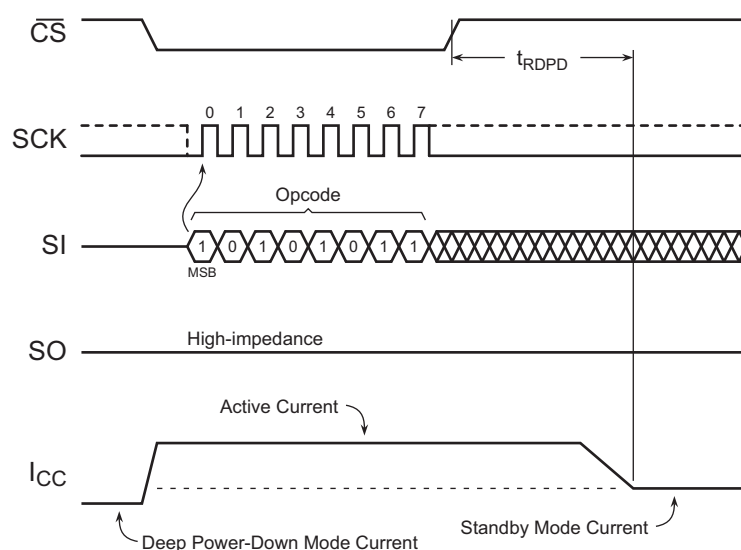 CS
tRDPD
SCK
0 1 2 3 4 5 6 7
Opcode
SI
1 0 1 0 1 0 1 1
MSB
SO
High-impedance
Active Current
ICC
Standby Mode Current
Deep Power-Down Mode Current